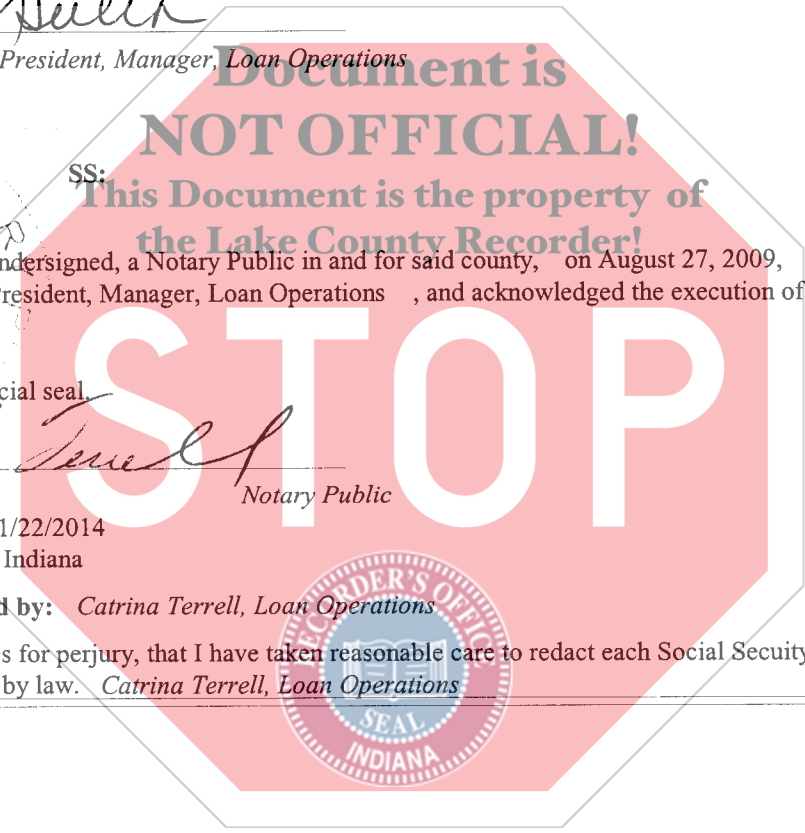 President, Manager, Loan Operations
Document is
NOT OFFICIAL!
SS:
This Document is the property of
the Lake County Recorder!
ndersigned, a Notary Public in and for said county, on August 27, 2009,
resident, Manager, Loan Operations , and acknowledged the execution of
STOP
cial seal.
Terrell
Notary Public
1/22/2014
Indiana
d by: Catrina Terrell, Loan Operations
s for perjury, that I have taken reasonable care to redact each Social Secuity
by law. Catrina Terrell, Loan Operations
RECORDER'S OFFICE
SEAL
INDIANA